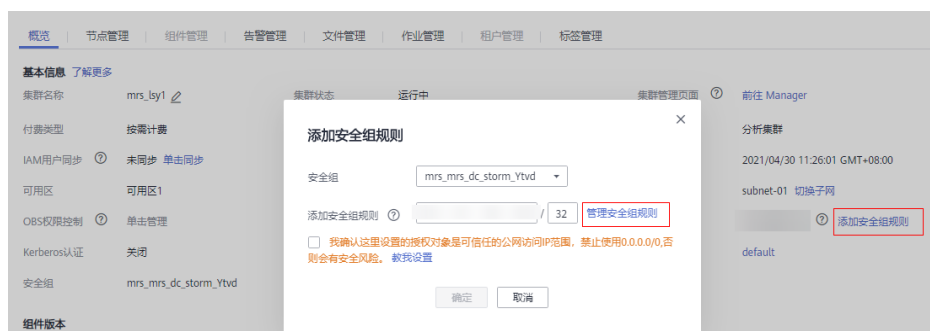 概览 节点管理 组件管理 告警管理 文件管理 作业管理 租户管理 标签管理
基本信息 了解更多
集群名称 mrs_lsy1 集群状态 运行中 集群管理页面 前往 Manager
付费类型 按需计费 分析集群
IAM用户同步 未同步 单击同步 2021/04/30 11:26:01 GMT+08:00
可用区 可用区1 subnet-01 切换子网
OBS权限控制 单击管理 添加安全组规则
Kerberos认证 关闭 default
安全组 mrs_mrs_dc_storm_Ytvd
组件版本
添加安全组规则
安全组 mrs_mrs_dc_storm_Ytvd
添加安全组规则 / 32 管理安全组规则
我确认这里设置的授权对象是可信任的公网访问IP范围，禁止使用0.0.0.0/0,否
则会有安全风险。 教我设置
确定 取消